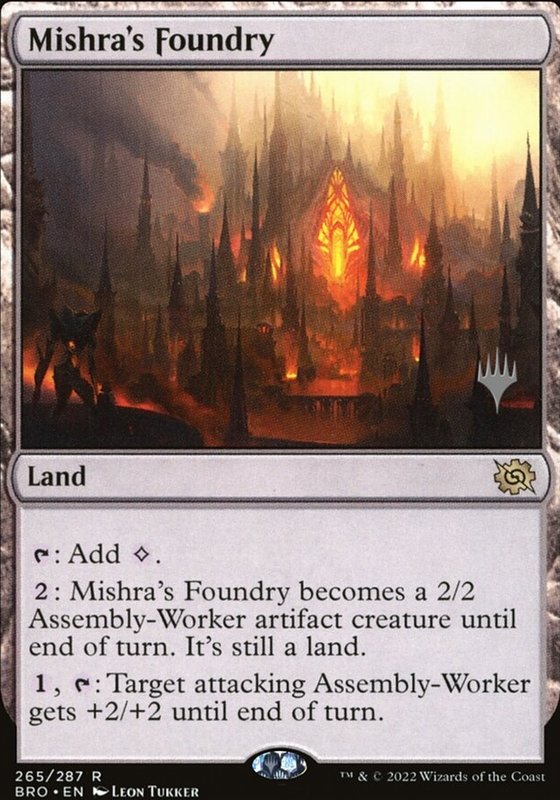 Mishra's Foundry
Land
: Add .
2: Mishra's Foundry becomes a 2/2
Assembly-Worker artifact creature until
end of turn. It's still a land.
1, : Target attacking Assembly-Worker
gets +2/+2 until end of turn.
265/287 R
BRO • EN Leon Tukker
™ & © 2022 Wizards of the Coast